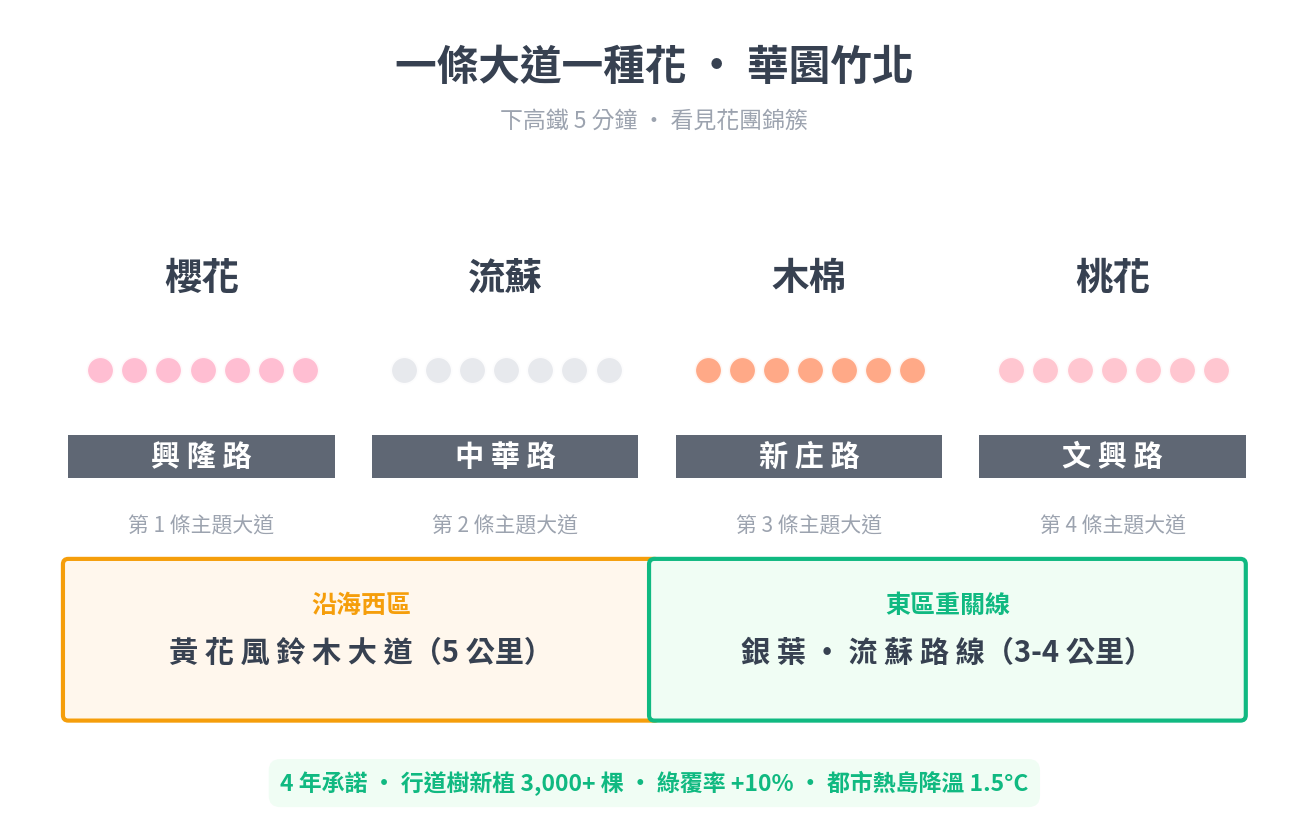 一條大道一種花 • 華園竹北
下高鐵 5 分鐘 • 看見花團錦簇
櫻花
流蘇
木棉
桃花
興隆路
中華路
新庄路
文興路
第 1 條主題大道
第 2 條主題大道
第 3 條主題大道
第 4 條主題大道
沿海西區
黃花風鈴木大道（5 公里）
東區重關線
銀葉 • 流蘇路線（3-4 公里）
4 年承諾 • 行道樹新植 3,000+ 棵 • 綠覆率 +10% • 都市熱島降溫 1.5°C